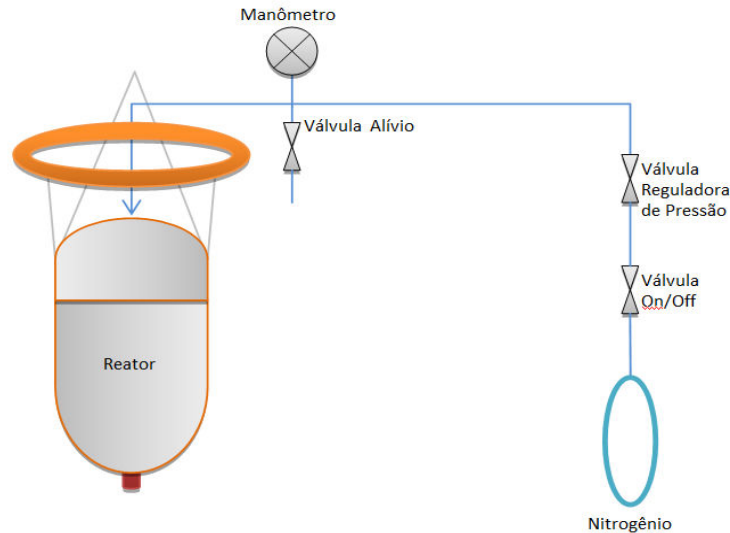 Manômetro
Válvula Alívio
Válvula
Reguladora
de Pressão
Válvula
On/Off
Reator
Nitrogênio